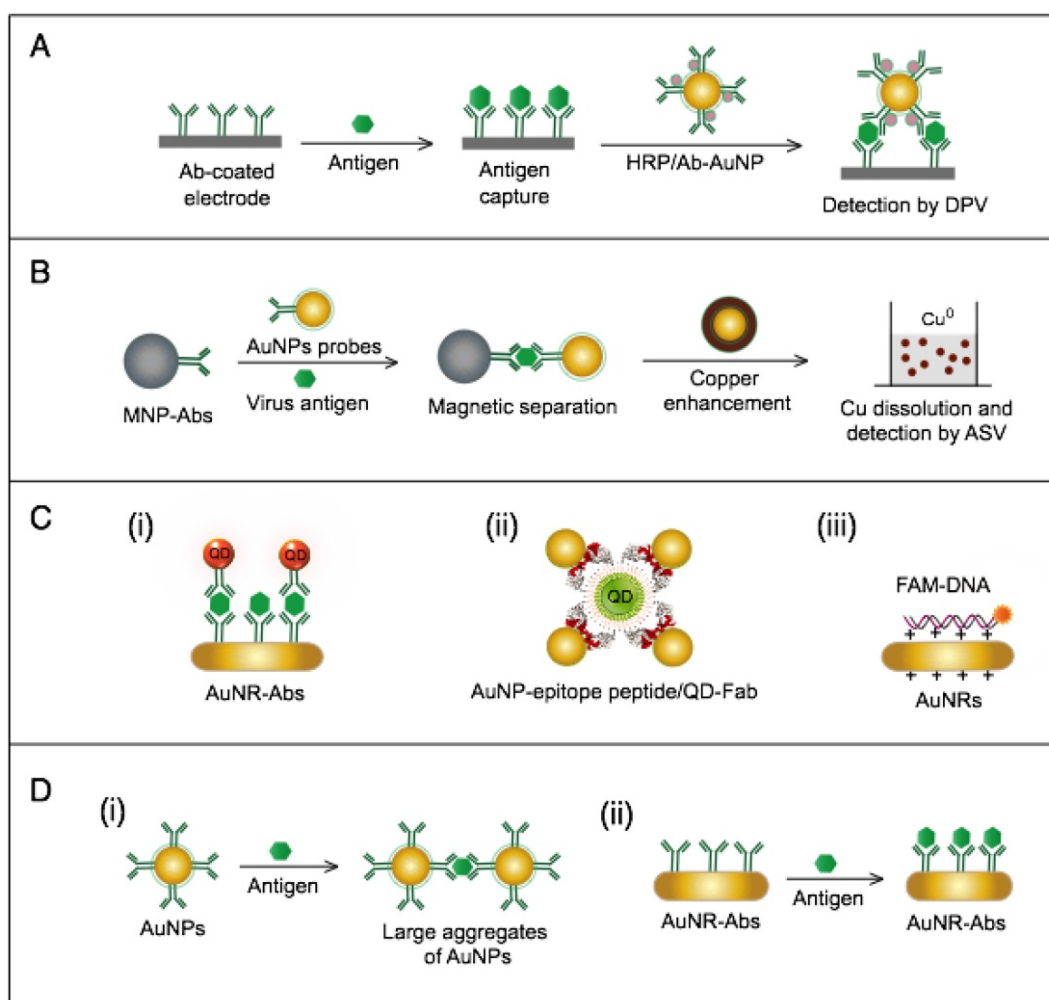 A
Ab-coated
electrode
Antigen
Antigen
capture
HRP/Ab-AuNP
Detection by DPV
B
MNP-Abs
AuNPs probes
Virus antigen
Magnetic separation
Copper
enhancement
Cu⁰
Cu dissolution and
detection by ASV
C
(i)
QD
QD
AuNR-Abs
(ii)
QD
AuNP-epitope peptide/QD-Fab
(iii)
FAM-DNA
+ + + +
+ + + +
AuNRs
D
(i)
AuNPs
Antigen
Large aggregates
of AuNPs
(ii)
AuNR-Abs
Antigen
AuNR-Abs